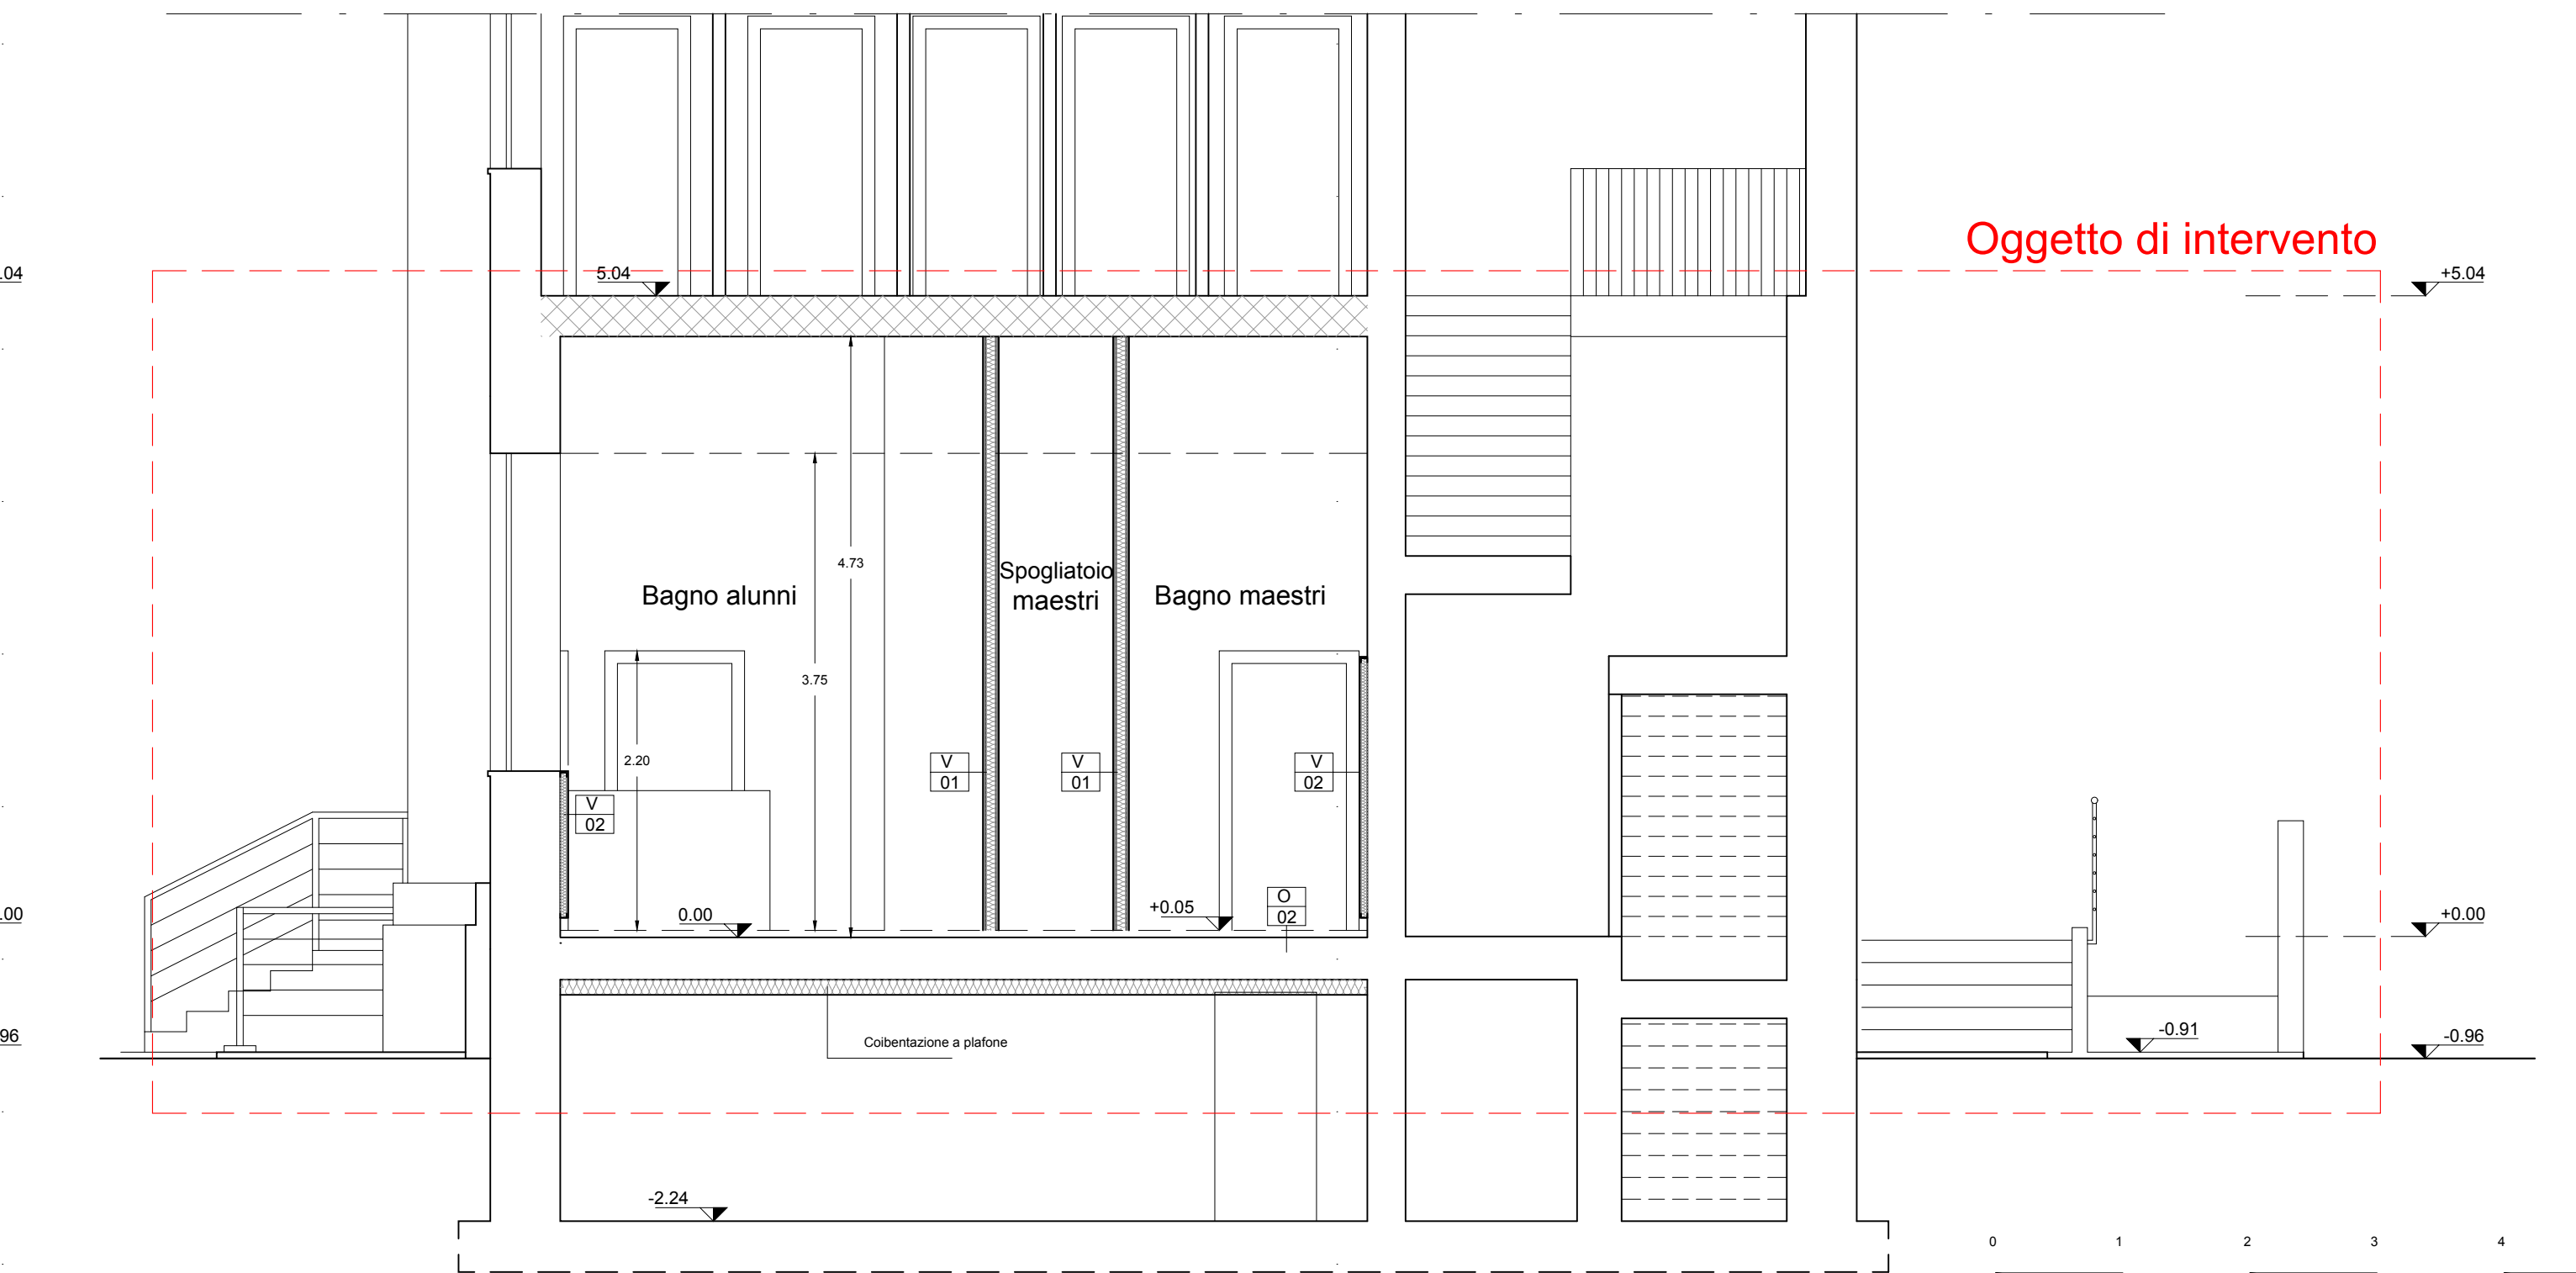 Oggetto di intervento
.04
5.04
+5.04
4.73
Spogliatoio
maestri
Bagno alunni
Bagno maestri
3.75
2.20
V
01
V
01
V
02
V
02
O
02
.00
0.00
+0.05
+0.00
96
-0.91
-0.96
Coibentazione a plafone
-2.24
0 1 2 3 4